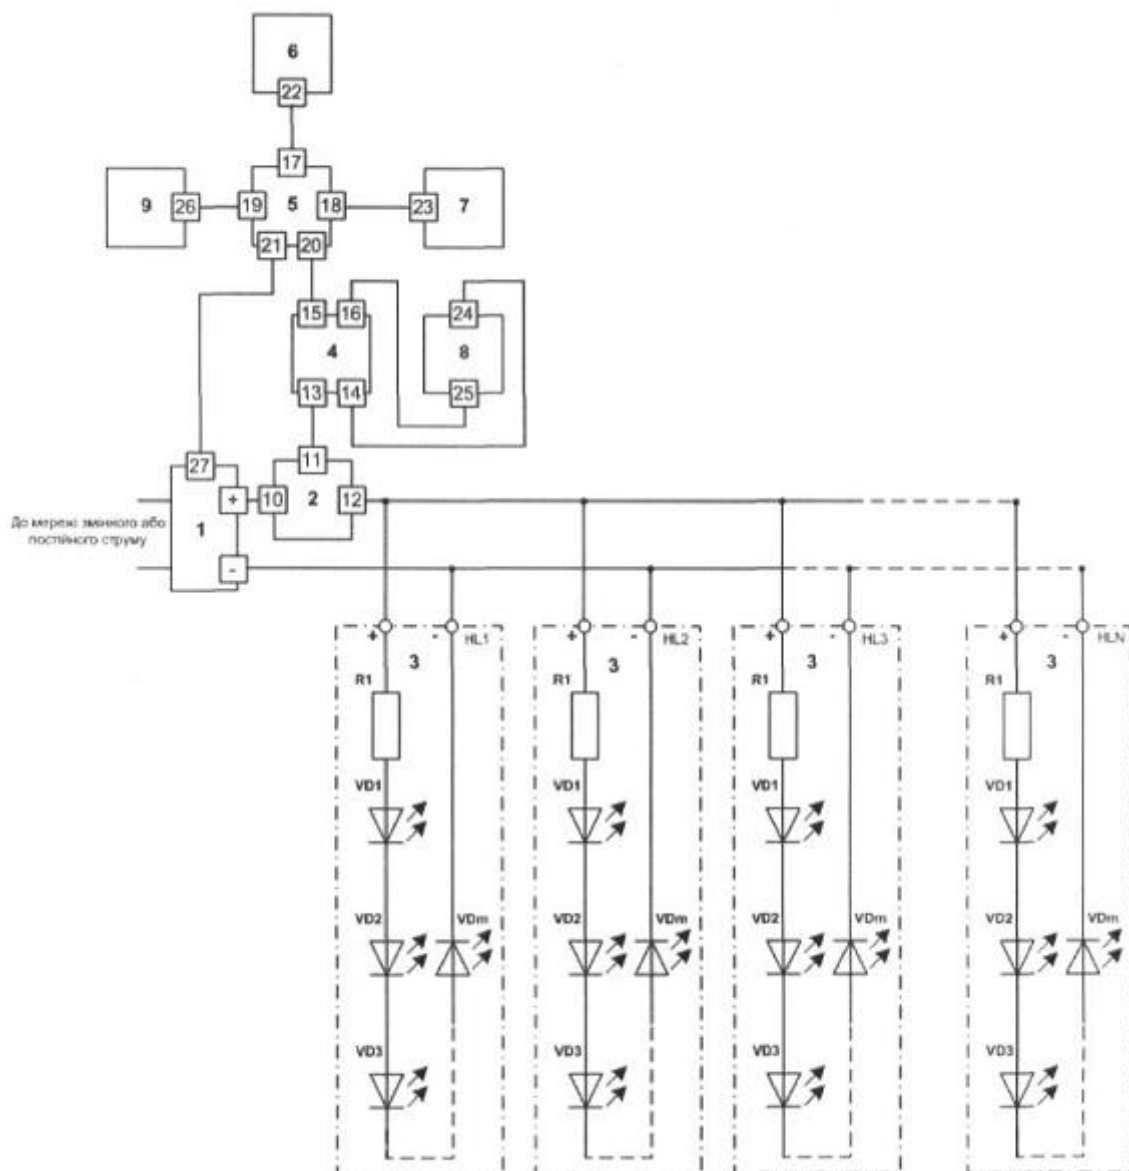 6
22
17
9 26 19 5 18 23 7
21 20
15 16 24
4 8
13 14 25
27 11
+ 10 2 12
До мережі змінного або
постійного струму
1
-
+ - HL1 + - HL2 + - HL3 + - HLN
3 3 3 3
R1 R1 R1 R1
VD1 VD1 VD1 VD1
VD2 VDm VD2 VDm VD2 VDm VD2 VDm
VD3 VD3 VD3 VD3